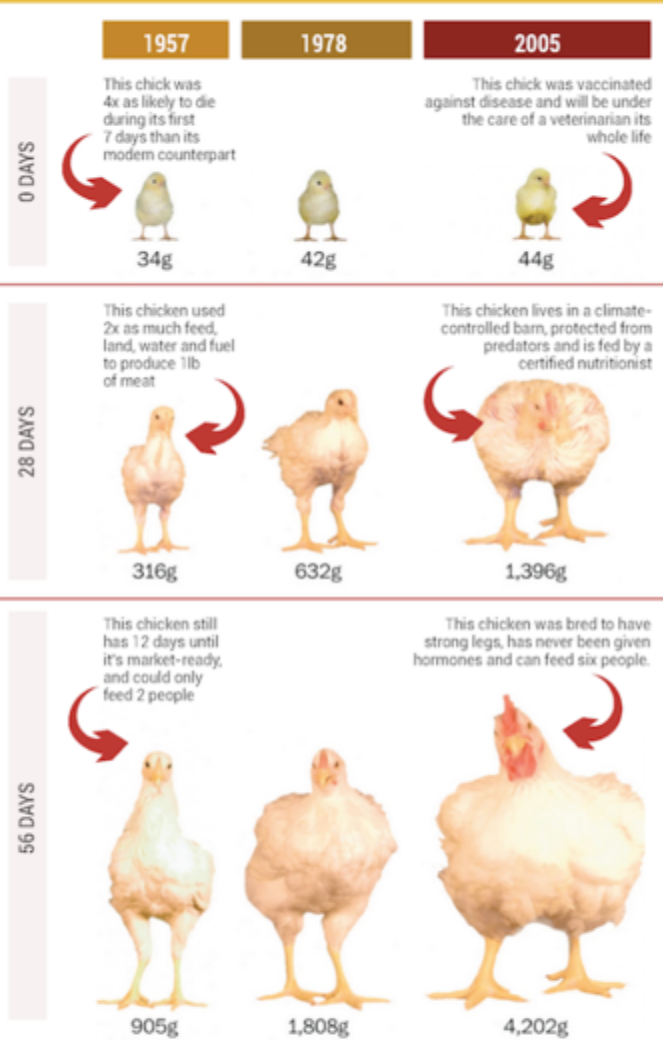 1957
1978
2005
0 DAYS
This chick was
4x as likely to die
during its first
7 days than its
modern counterpart
This chick was vaccinated
against disease and will be under
the care of a veterinarian its
whole life
34g
42g
44g
28 DAYS
This chicken used
2x as much feed,
land, water and fuel
to produce 1lb
of meat
This chicken lives in a climate-
controlled barn, protected from
predators and is fed by a
certified nutritionist
316g
632g
1,396g
56 DAYS
This chicken still
has 12 days until
it's market-ready,
and could only
feed 2 people
This chicken was bred to have
strong legs, has never been given
hormones and can feed six people.
905g
1,808g
4,202g